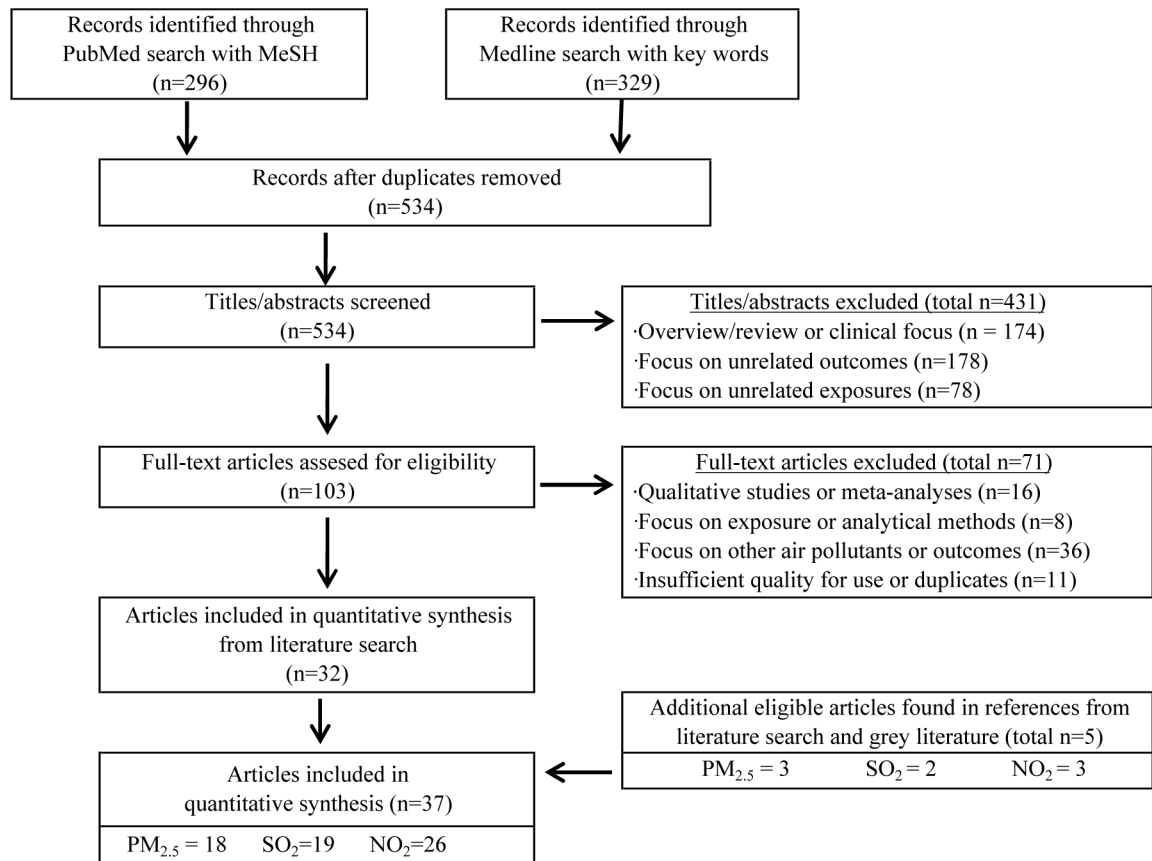 Records identified through
PubMed search with MeSH
(n=296)
Records identified through
Medline search with key words
(n=329)
Records after duplicates removed
(n=534)
Titles/abstracts screened
(n=534)
Titles/abstracts excluded (total n=431)
·Overview/review or clinical focus (n = 174)
·Focus on unrelated outcomes (n=178)
·Focus on unrelated exposures (n=78)
Full-text articles assesed for eligibility
(n=103)
Full-text articles excluded (total n=71)
·Qualitative studies or meta-analyses (n=16)
·Focus on exposure or analytical methods (n=8)
·Focus on other air pollutants or outcomes (n=36)
·Insufficient quality for use or duplicates (n=11)
Articles included in quantitative synthesis
from literature search
(n=32)
Additional eligible articles found in references from
literature search and grey literature (total n=5)
PM2.5 = 3 SO2 = 2 NO2 = 3
Articles included in
quantitative synthesis (n=37)
PM2.5 = 18 SO2=19 NO2=26